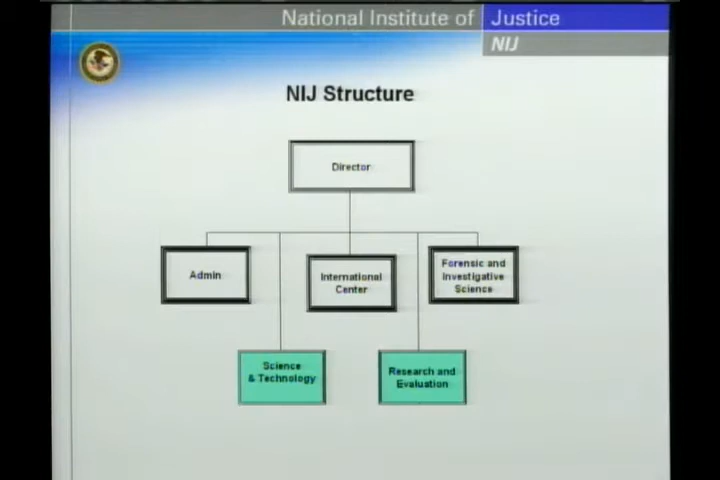 National Institute of Justice
NIJ
NIJ Structure
Director
Admin
International
Center
Forensic and
Investigative
Science
Science
& Technology
Research and
Evaluation